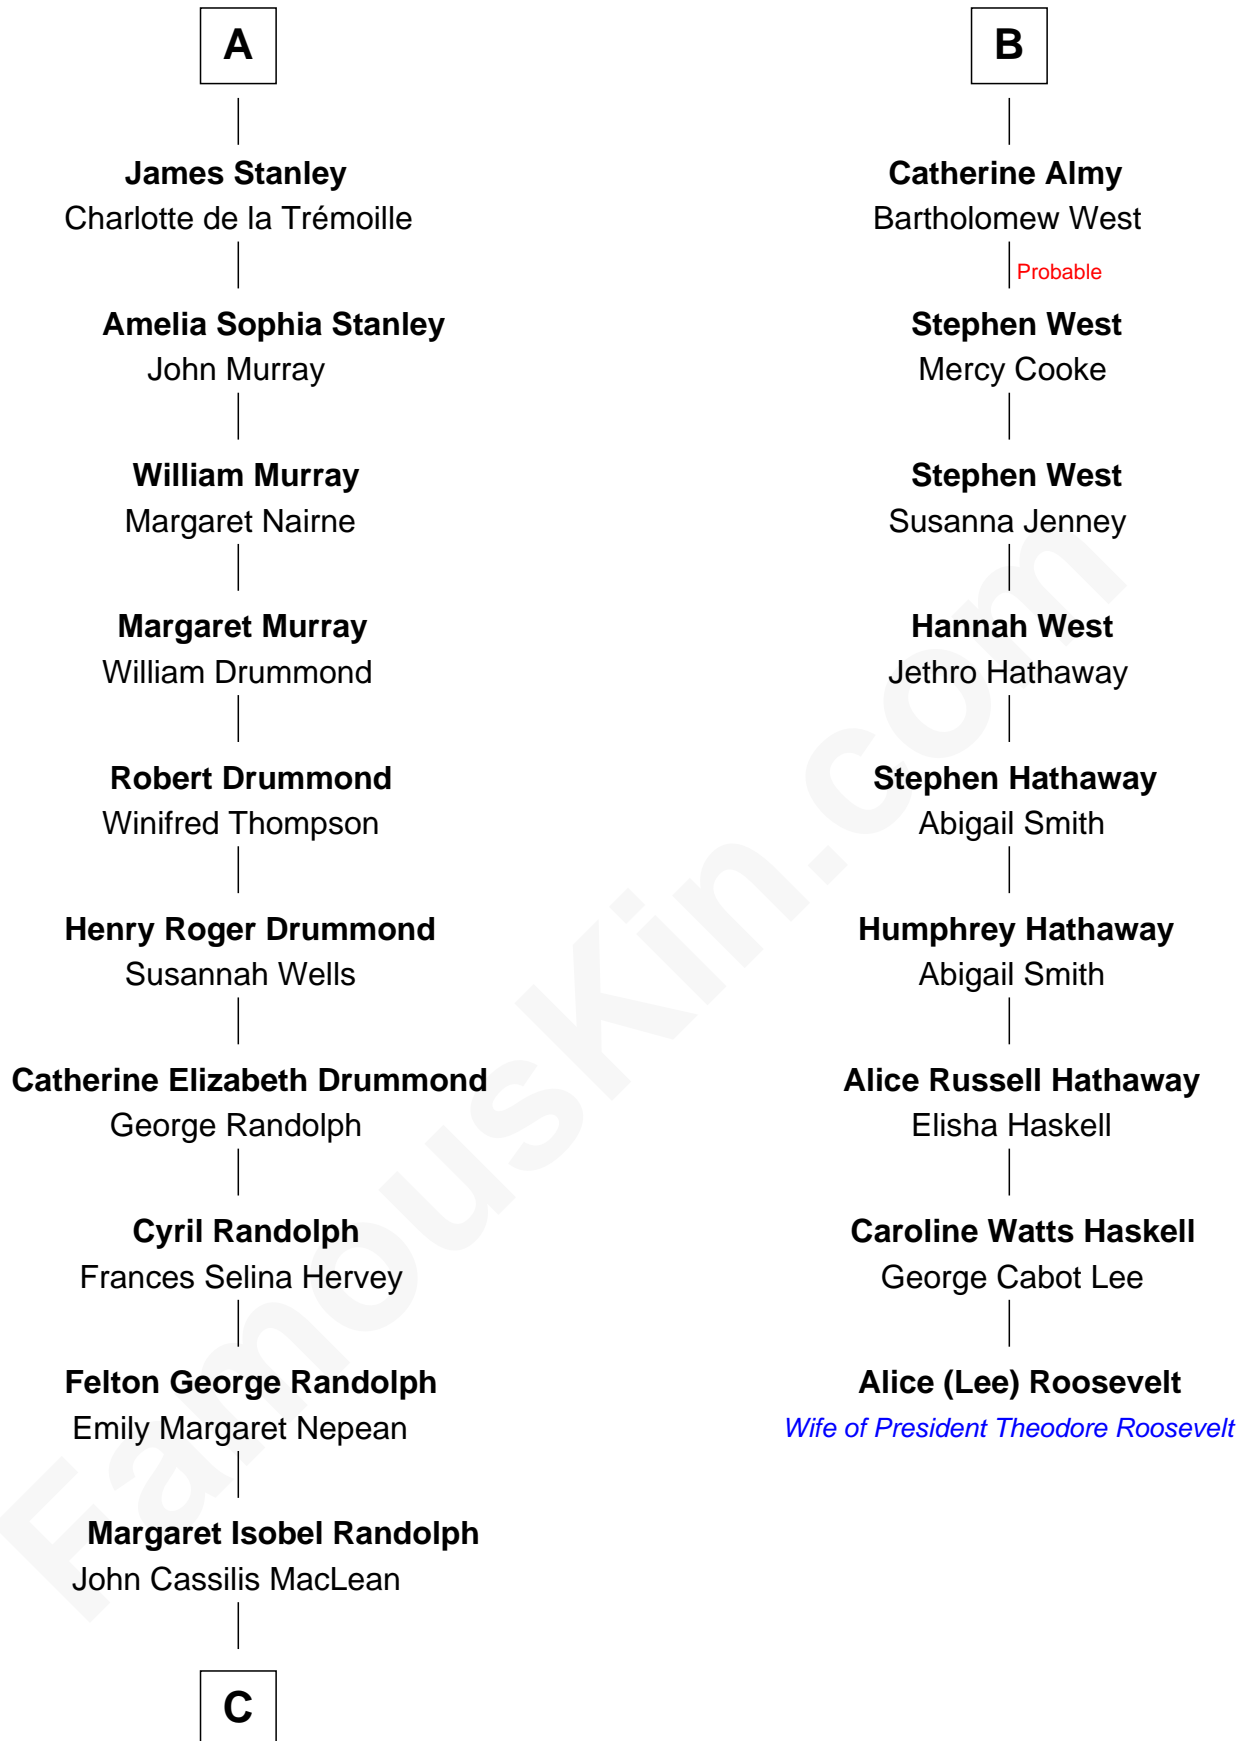 A
James Stanley
Charlotte de la Trémoille
Amelia Sophia Stanley
John Murray
William Murray
Margaret Nairne
Margaret Murray
William Drummond
Robert Drummond
Winifred Thompson
Henry Roger Drummond
Susannah Wells
Catherine Elizabeth Drummond
George Randolph
Cyril Randolph
Frances Selina Hervey
Felton George Randolph
Emily Margaret Nepean
Margaret Isobel Randolph
John Cassilis MacLean
C
B
Catherine Almy
Bartholomew West
Probable
Stephen West
Mercy Cooke
Stephen West
Susanna Jenney
Hannah West
Jethro Hathaway
Stephen Hathaway
Abigail Smith
Humphrey Hathaway
Abigail Smith
Alice Russell Hathaway
Elisha Haskell
Caroline Watts Haskell
George Cabot Lee
Alice (Lee) Roosevelt
Wife of President Theodore Roosevelt
FamousKin.com